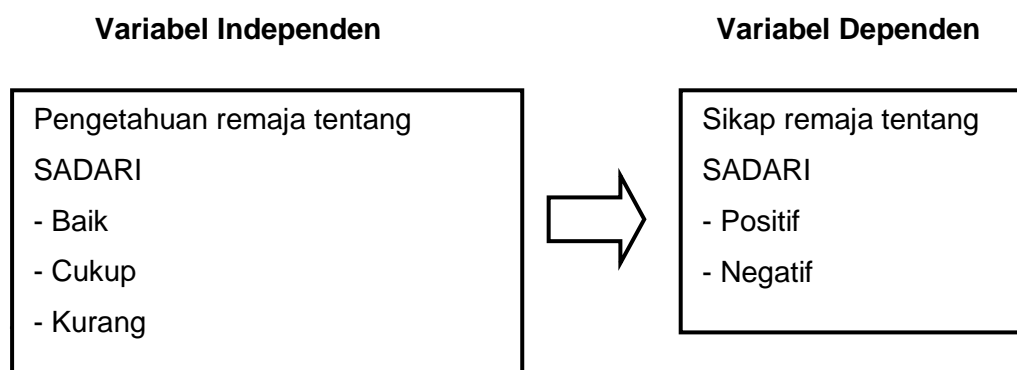 Variabel Independen
Variabel Dependen
Pengetahuan remaja tentang
SADARI
- Baik
- Cukup
- Kurang
Sikap remaja tentang
SADARI
- Positif
- Negatif